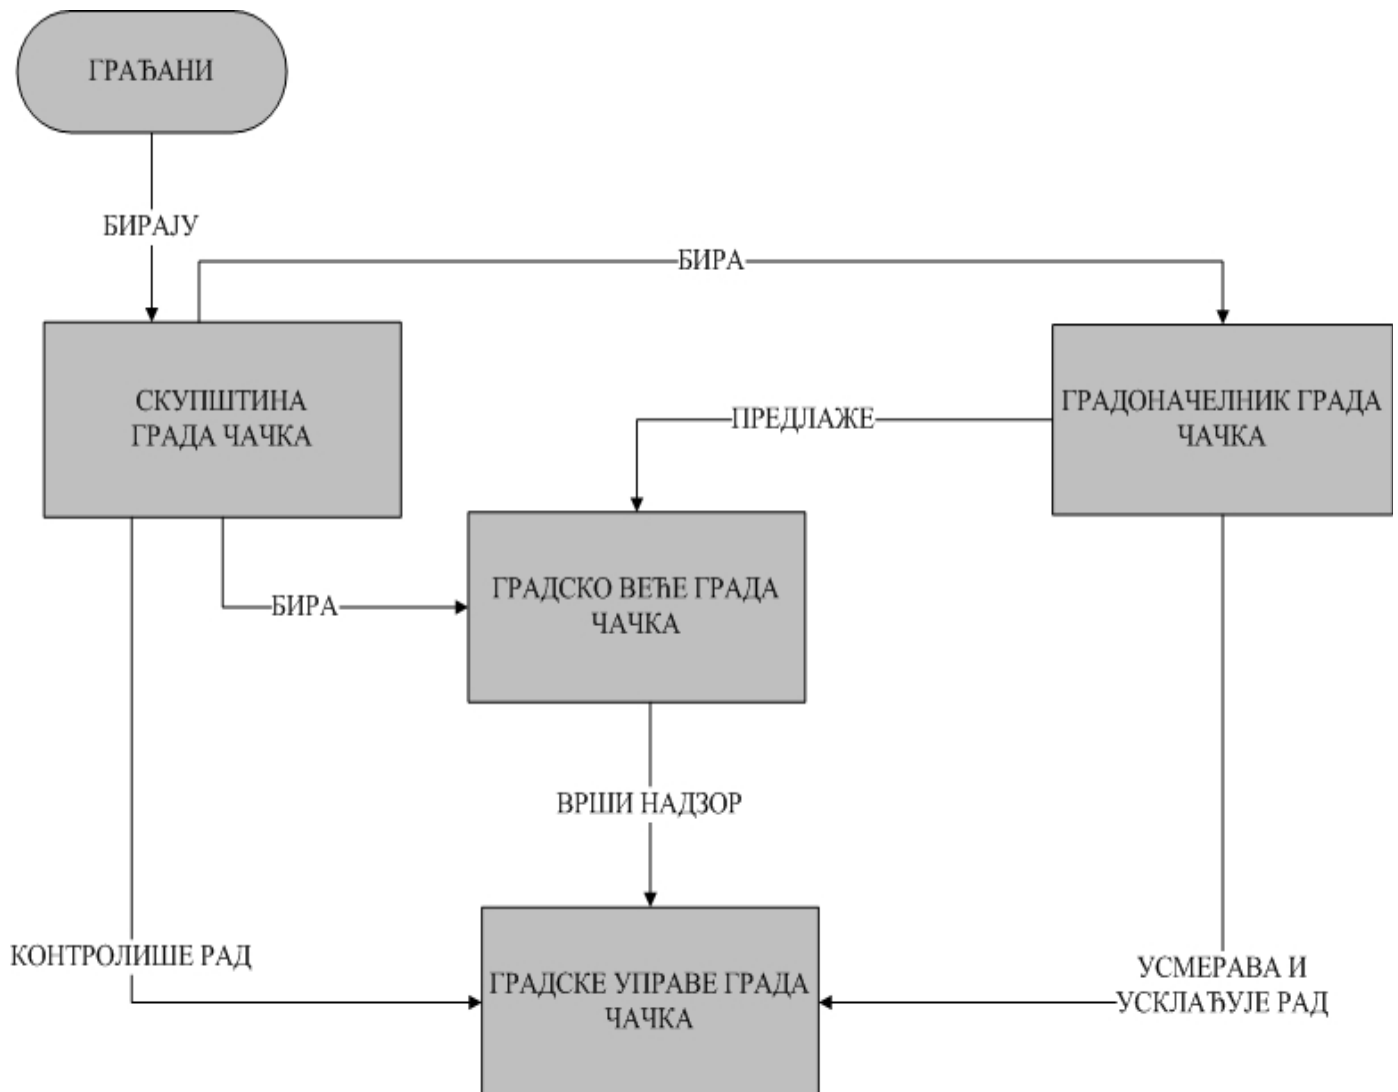 ГРАЂАНИ
БИРАЈУ
БИРА
СКУПШТИНА
ГРАДА ЧАЧКА
ГРАДОНАЧЕЛНИК ГРАДА
ЧАЧКА
ПРЕДЛАЖЕ
ГРАДСКО ВЕЋЕ ГРАДА
ЧАЧКА
БИРА
ВРШИ НАДЗОР
КОНТРОЛИШЕ РАД
ГРАДСКЕ УПРАВЕ ГРАДА
ЧАЧКА
УСМЕРАВА И
УСКЛАЂУЈЕ РАД